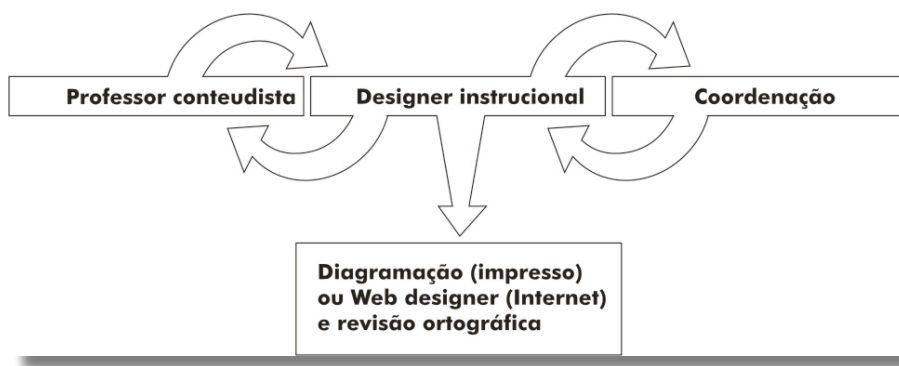 Professor conteudista
Designer instrucional
Coordenação
Diagramação (impresso)
ou Web designer (Internet)
e revisão ortográfica